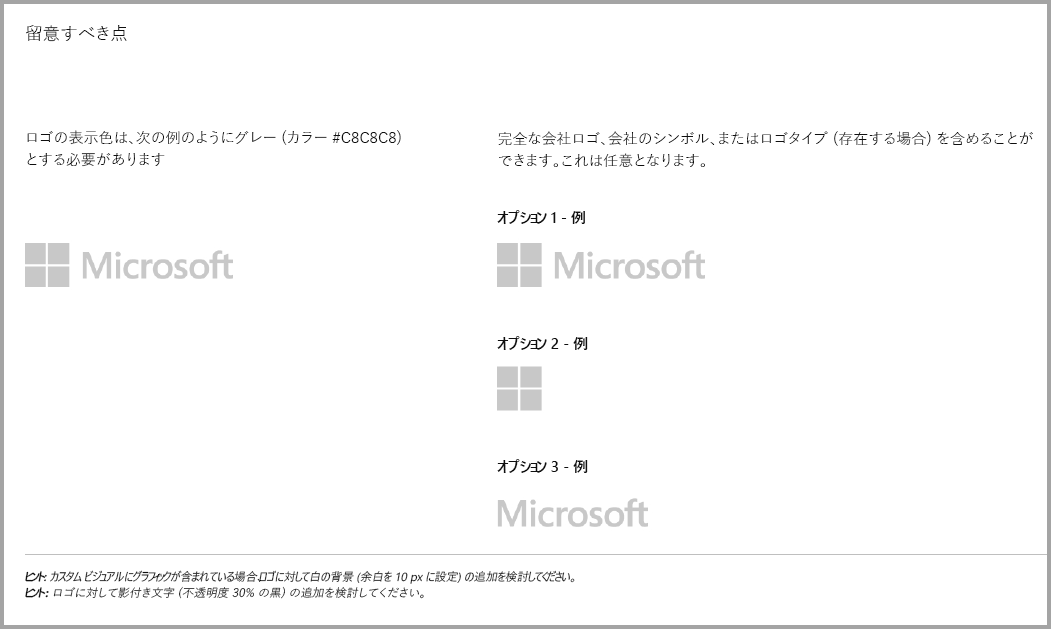 留意すべき点
ロゴの表示色は、次の例のようにグレー (カラー #C8C8C8)
とする必要があります
Microsoft
完全な会社ロゴ、会社のシンボル、またはロゴタイプ (存在する場合) を含めることが
できます。これは任意となります。
オプション 1 - 例
Microsoft
オプション 2 - 例
オプション 3 - 例
Microsoft
ヒント: カスタム ビジュアルにグラフィックが含まれている場合ロゴに対して白の背景 (余白を 10 px に設定) の追加を検討してください。
ヒント: ロゴに対して影付き文字 (不透明度 30% の黒) の追加を検討してください。